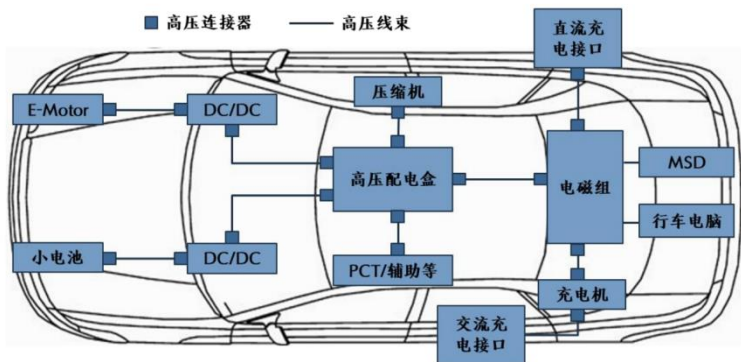 高压连接器
高压线束
直流充
电接口
E-Motor
DC/DC
压缩机
高压配电盒
电磁组
MSD
行车电脑
小电池
DC/DC
PCT/辅助等
充电机
交流充
电接口